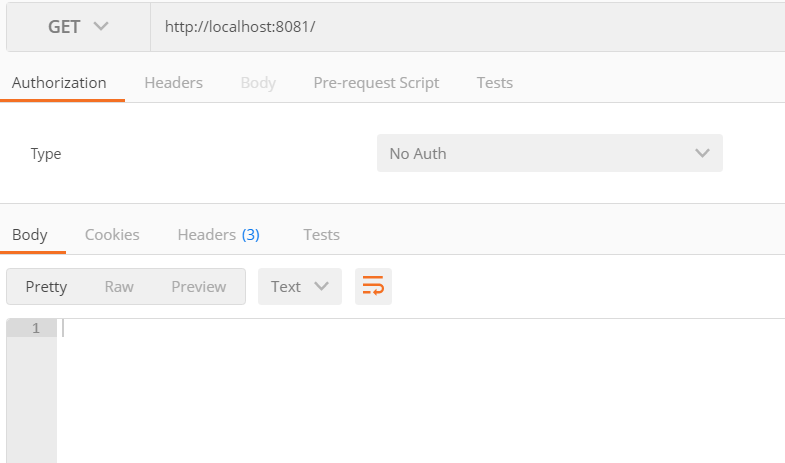 GET http://localhost:8081/
Authorization Headers Body Pre-request Script Tests
Type No Auth
Body Cookies Headers (3) Tests
Pretty Raw Preview Text
1